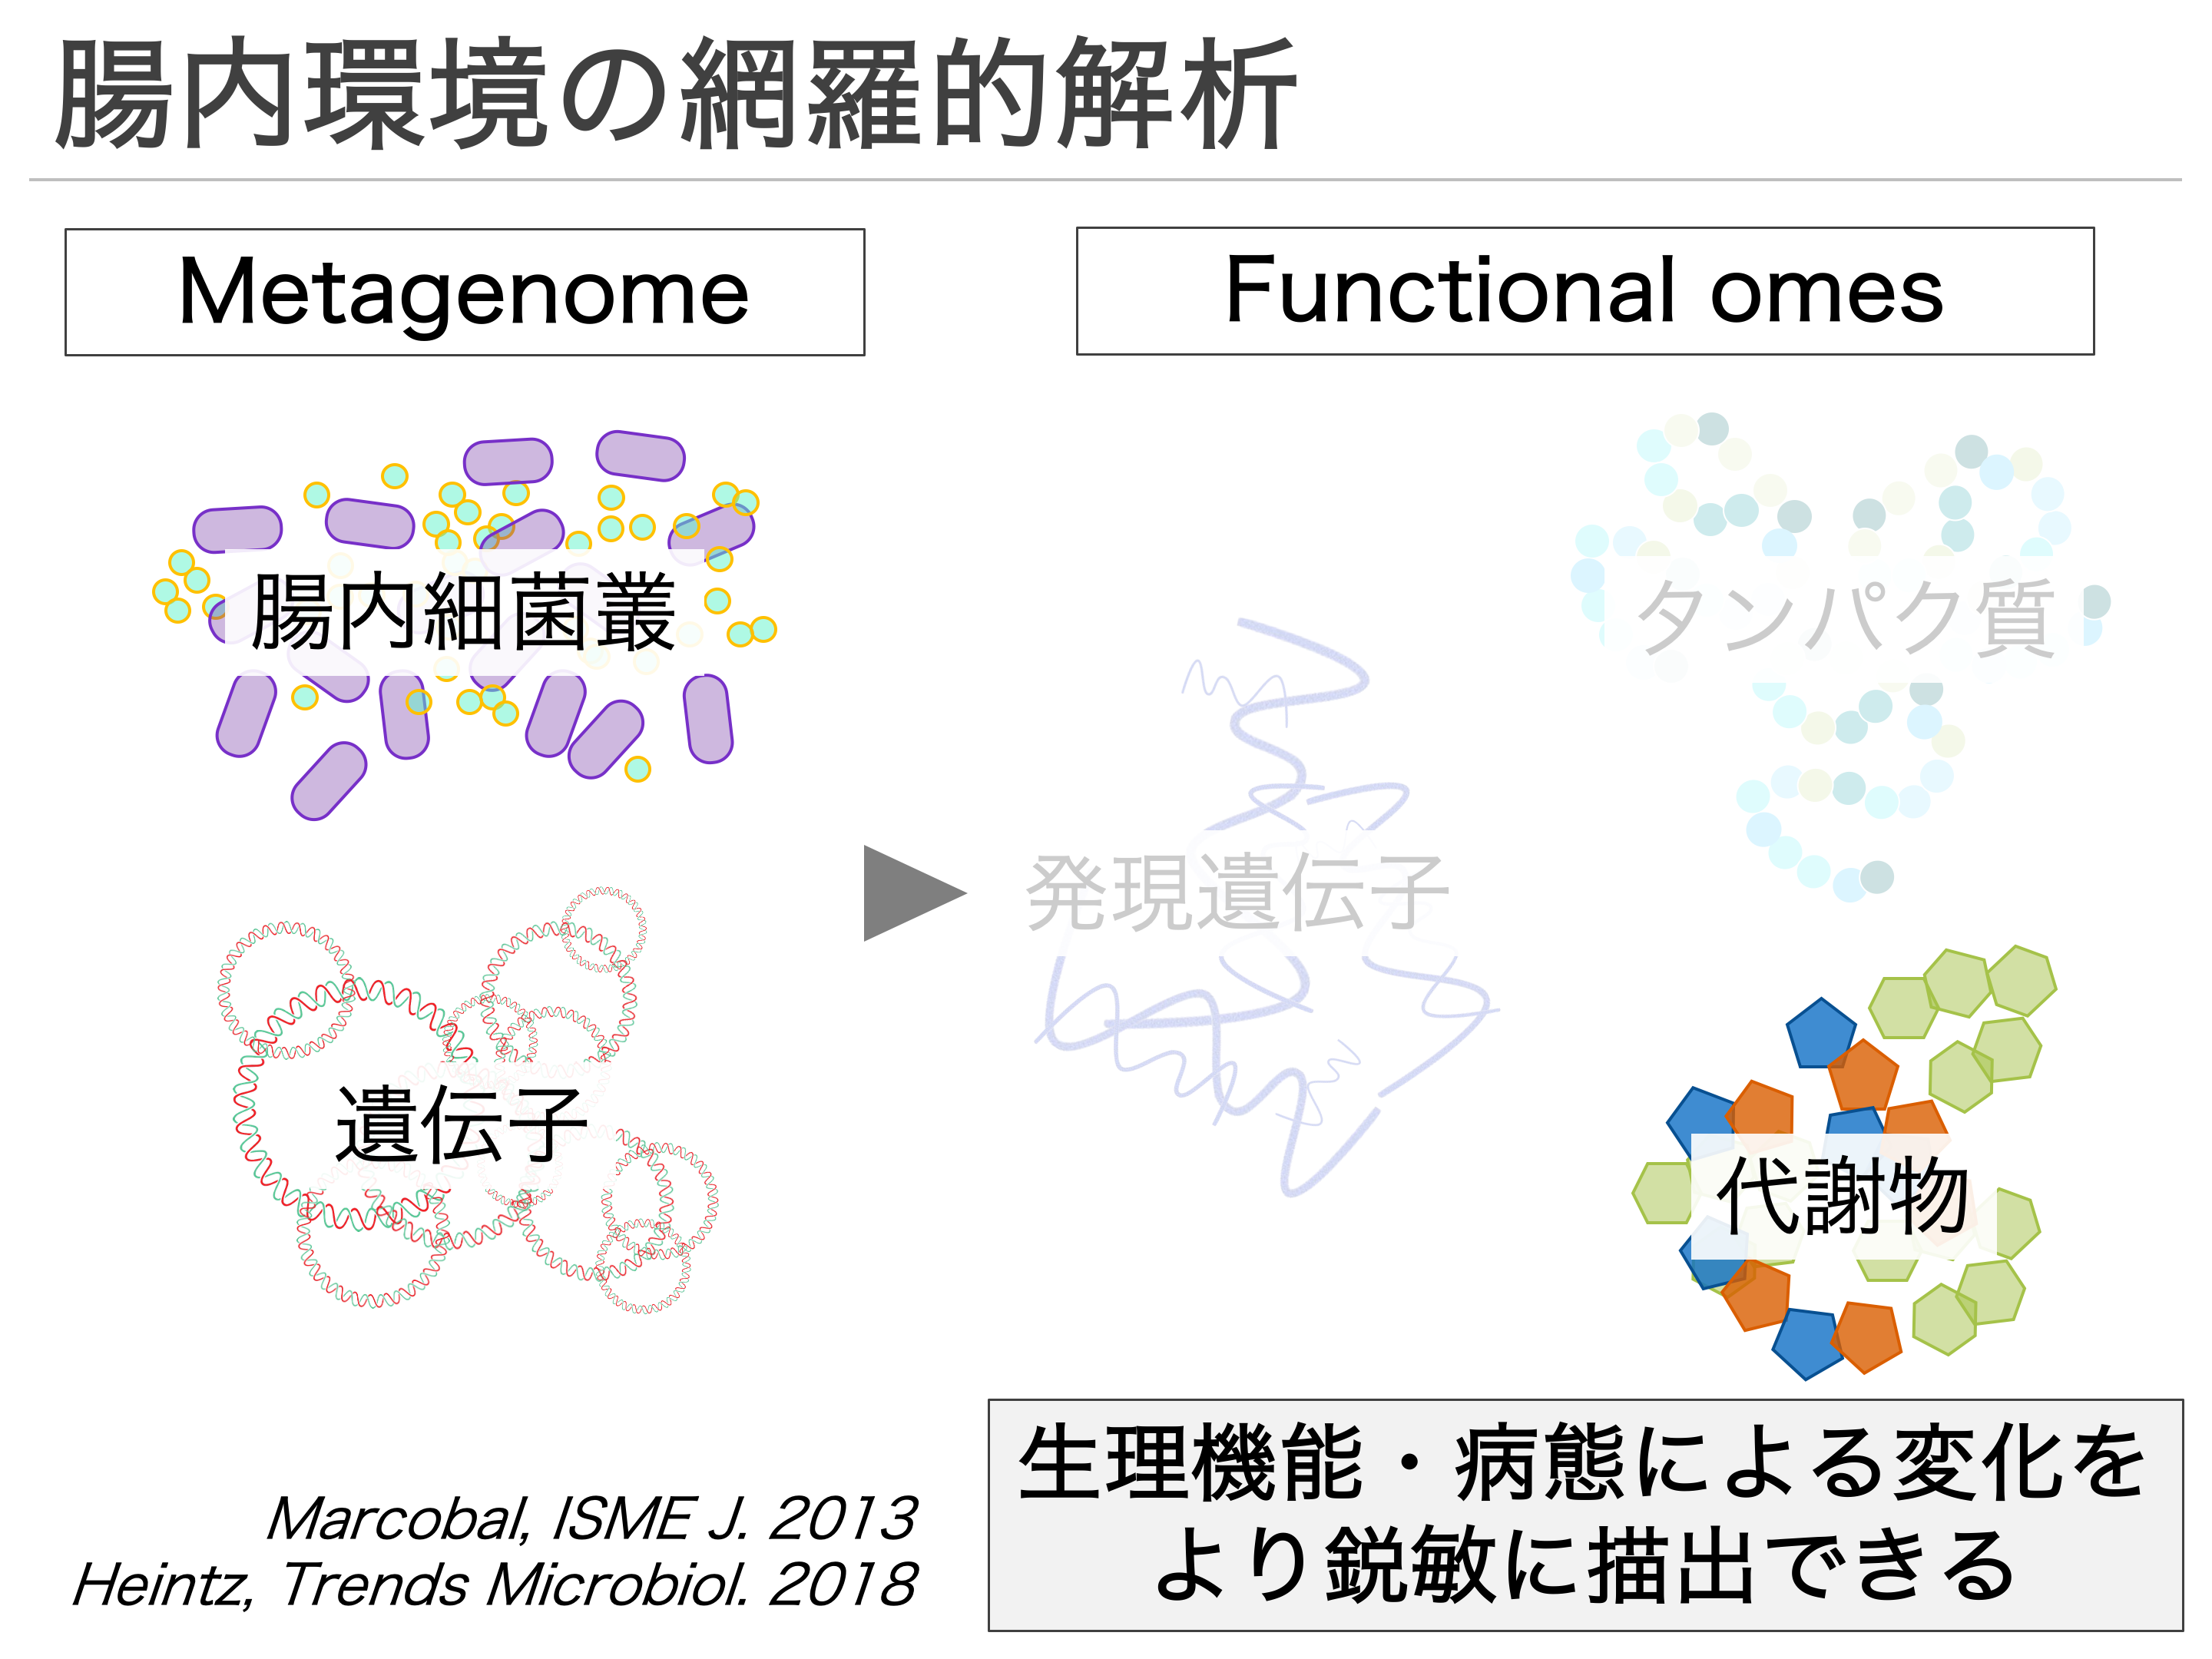 腸内環境の網羅的解析
Metagenome
Functional omes
腸内細菌叢
遺伝子
発現遺伝子
タンパク質
代謝物
生理機能・病態による変化を
より鋭敏に描出できる
Marcobal, ISME J. 2013
Heintz, Trends Microbiol. 2018